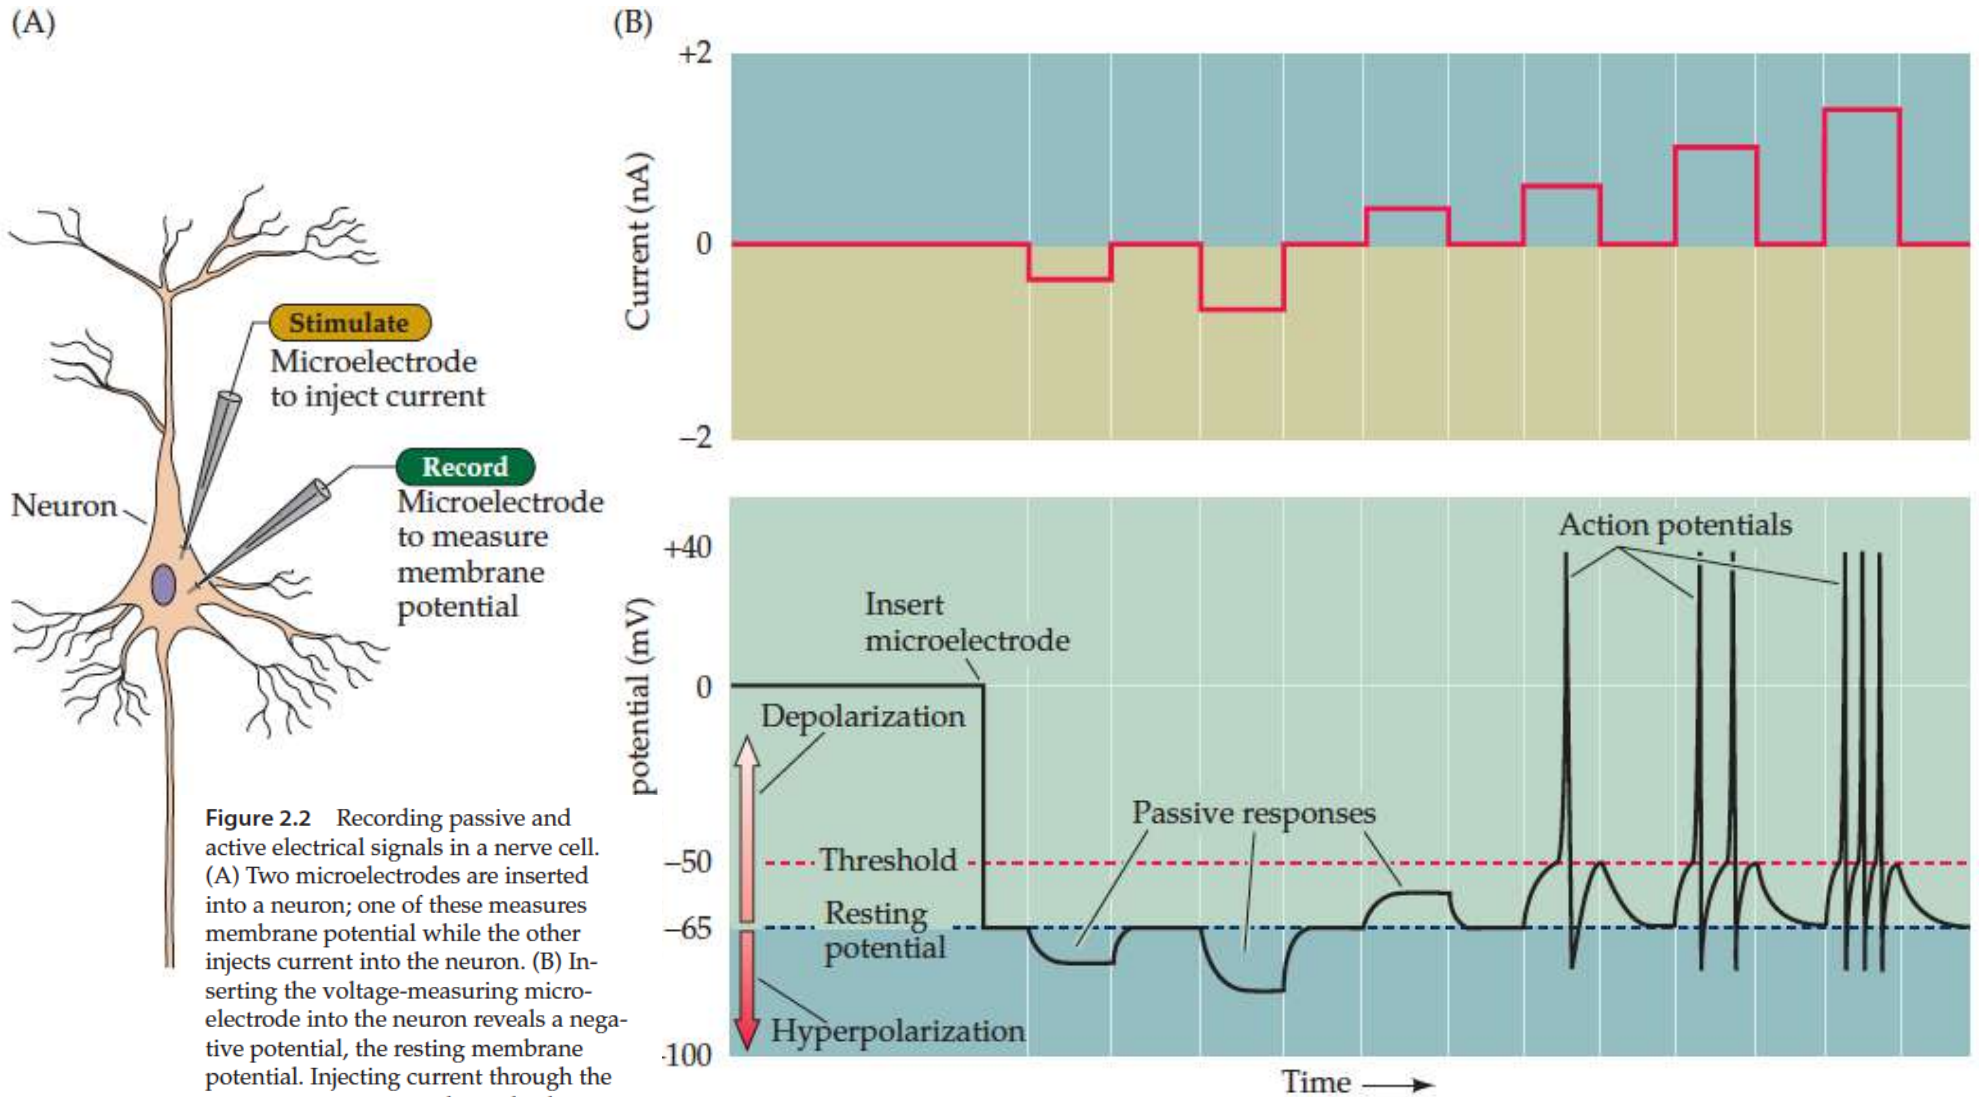 (A)
Stimulate
Microelectrode
to inject current
Record
Microelectrode
to measure
membrane
potential
Neuron
Figure 2.2 Recording passive and
active electrical signals in a nerve cell.
(A) Two microelectrodes are inserted
into a neuron; one of these measures
membrane potential while the other
injects current into the neuron. (B) In-
serting the voltage-measuring micro-
electrode into the neuron reveals a nega-
tive potential, the resting membrane
potential. Injecting current through the
(B)
+2
0
–2
Current (nA)
+40
0
–50
–65
-100
potential (mV)
Insert
microelectrode
Depolarization
Passive responses
Action potentials
Threshold
Resting
potential
Hyperpolarization
Time